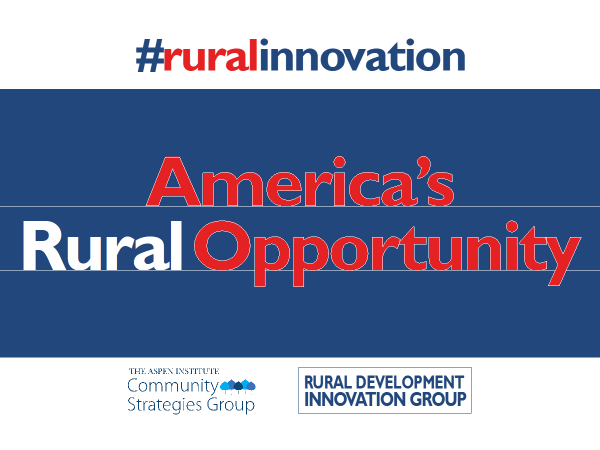 #ruralinnovation
America's
Rural Opportunity
THE ASPEN INSTITUTE
Community
Strategies Group
RURAL DEVELOPMENT
INNOVATION GROUP